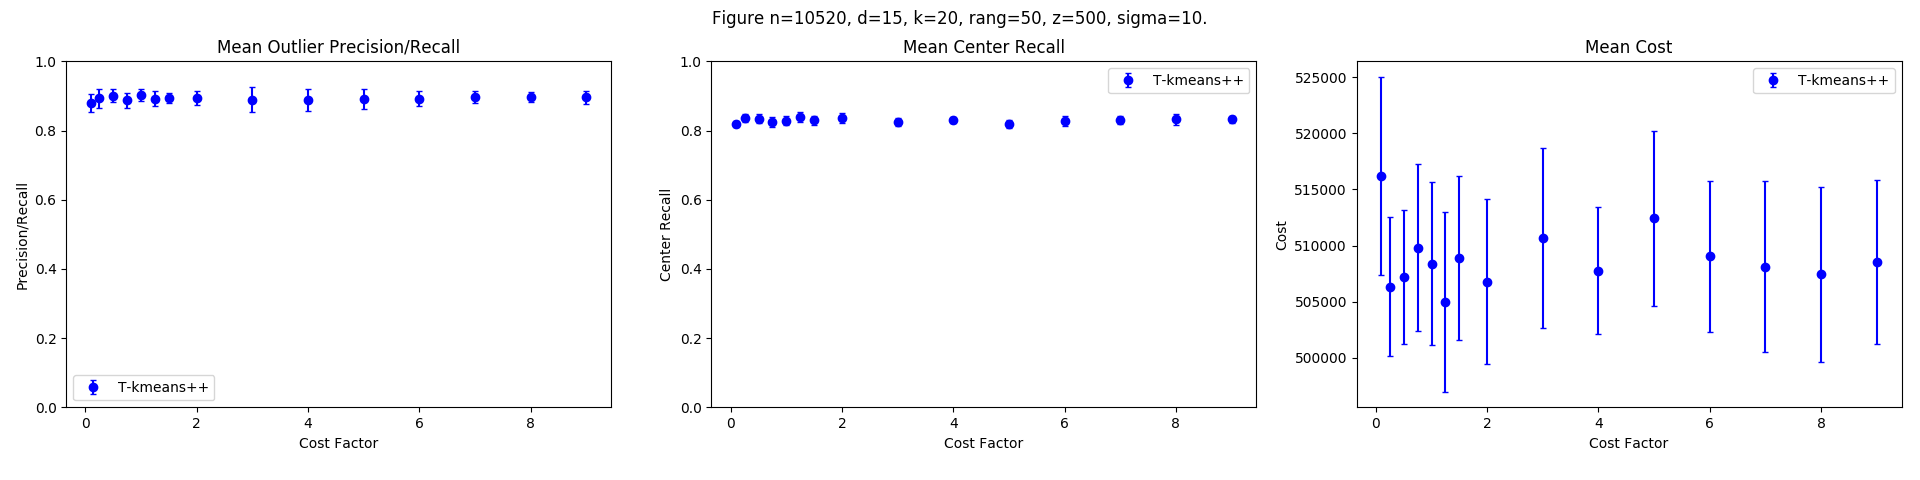 Figure n=10520, d=15, k=20, rang=50, z=500, sigma=10.
Mean Outlier Precision/Recall
1.0
0.8
0.6
0.4
0.2
0.0
Precision/Recall
T-kmeans++
0 2 4 6 8
Cost Factor
Mean Center Recall
1.0
0.8
0.6
0.4
0.2
0.0
Center Recall
T-kmeans++
0 2 4 6 8
Cost Factor
Mean Cost
525000
520000
515000
510000
505000
500000
Cost
T-kmeans++
0 2 4 6 8
Cost Factor